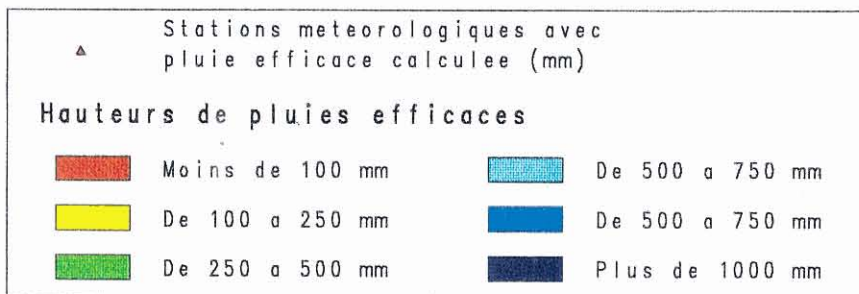 Stations meteorologiques avec
pluie efficace calculee (mm)
Hauteurs de pluies efficaces
Moins de 100 mm
De 100 a 250 mm
De 250 a 500 mm
De 500 a 750 mm
De 500 a 750 mm
Plus de 1000 mm